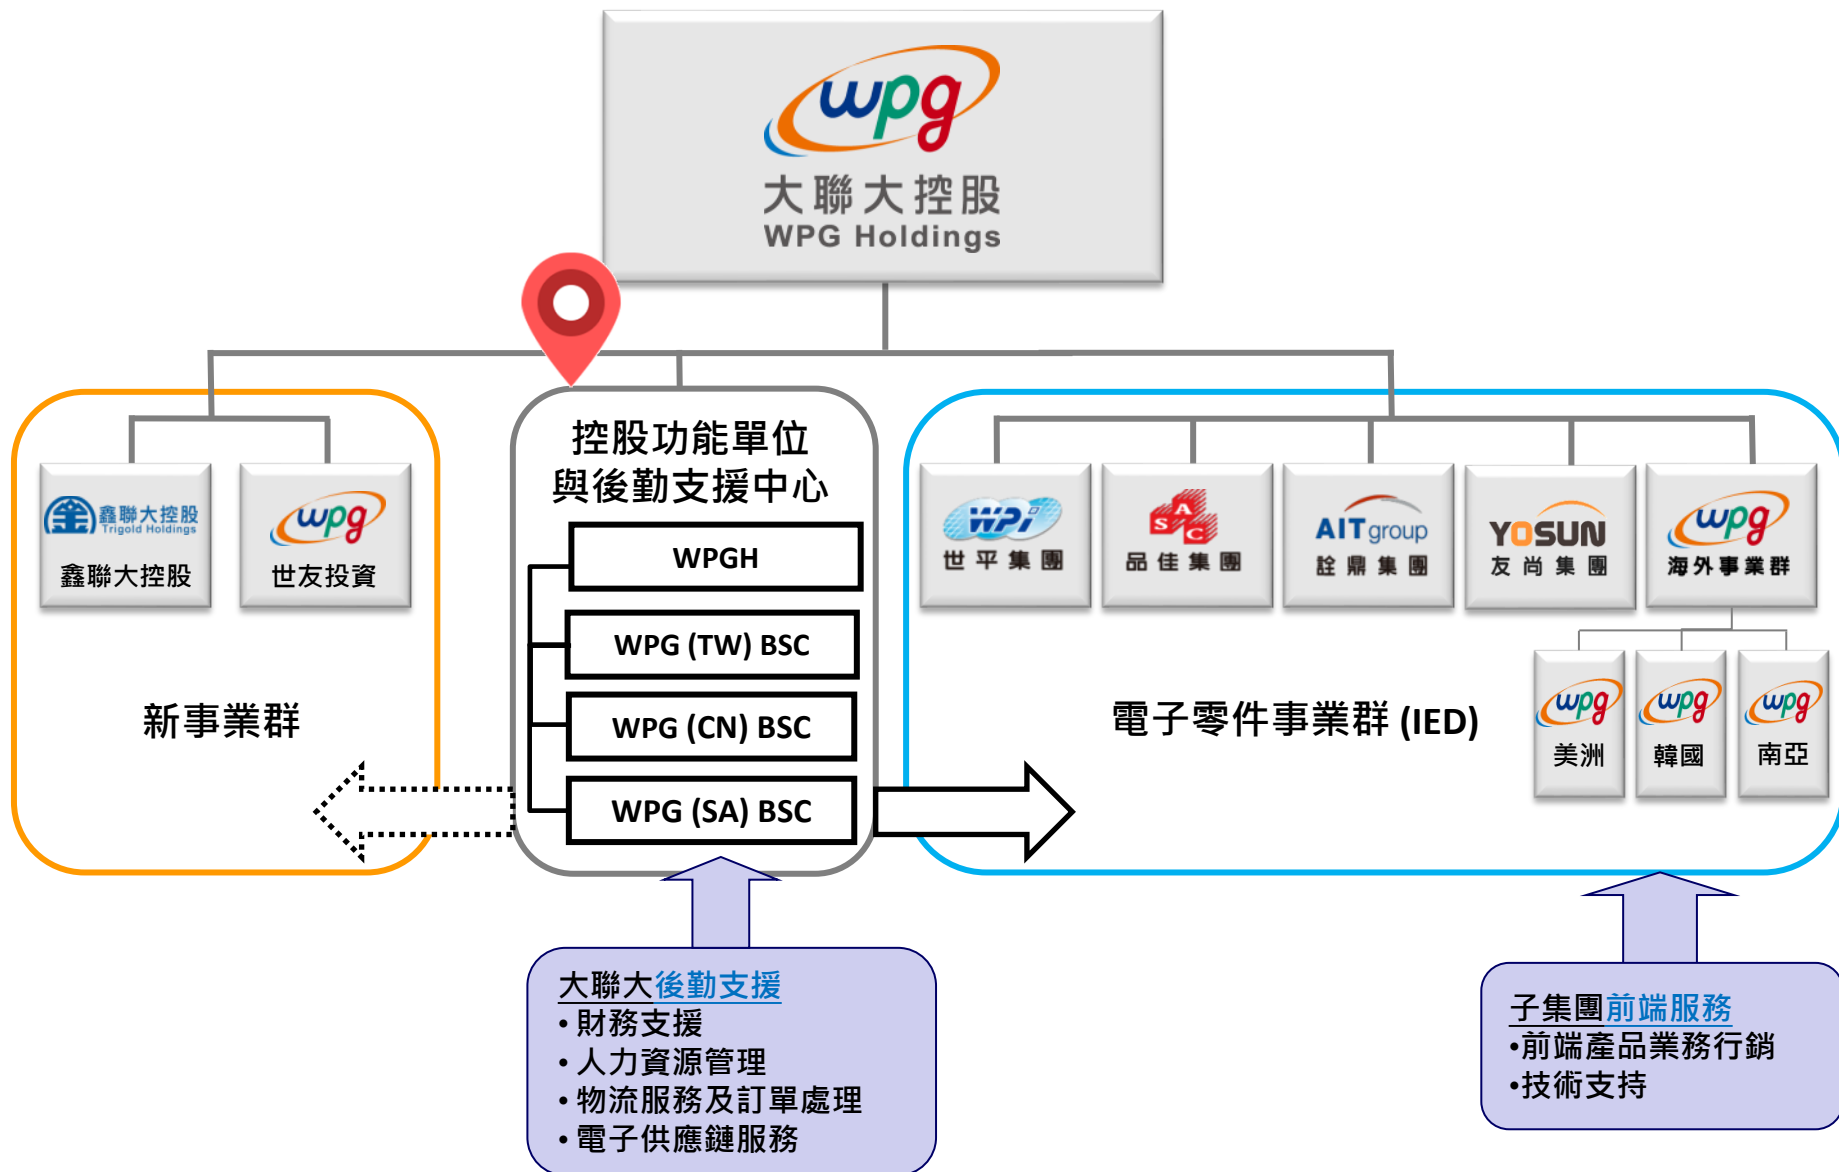 wpg
大聯大控股
WPG Holdings
鑫聯大控股
Trigold Holdings
鑫聯大控股
wpg
世友投資
新事業群
控股功能單位
與後勤支援中心
WPGH
WPG (TW) BSC
WPG (CN) BSC
WPG (SA) BSC
WPi
世平集團
SAC
品佳集團
AIT group
詮鼎集團
YOSUN
友尚集團
wpg
海外事業群
電子零件事業群 (IED)
wpg
美洲
wpg
韓國
wpg
南亞
大聯大後勤支援
•財務支援
•人力資源管理
•物流服務及訂單處理
•電子供應鏈服務
子集團前端服務
•前端產品業務行銷
•技術支持